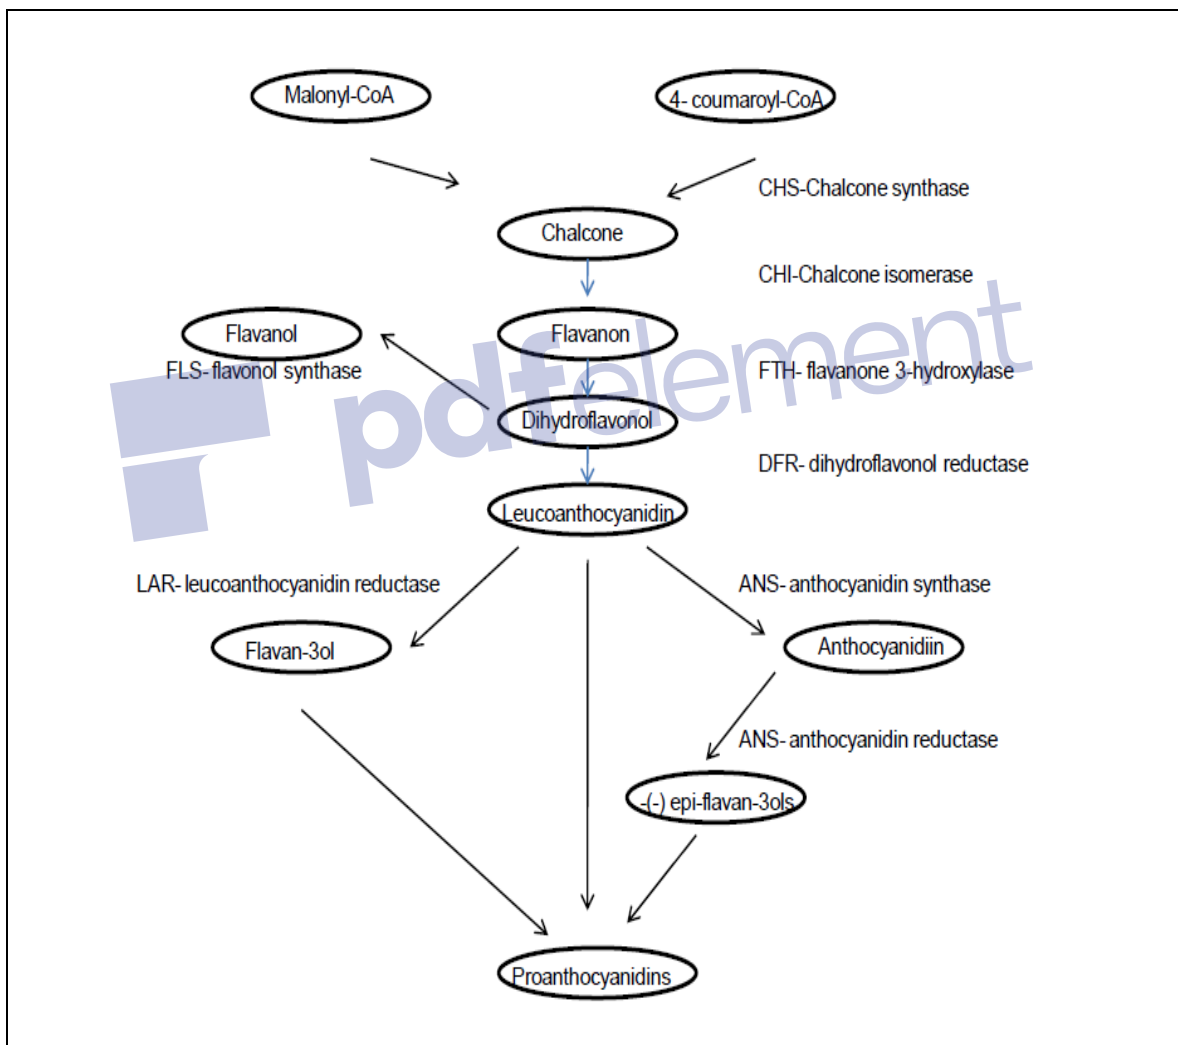 Malonyl-CoA
4- coumaroyl-CoA
CHS-Chalcone synthase
Chalcone
CHI-Chalcone isomerase
Flavanol
Flavanon
FLS- flavonol synthase
FTH- flavanone 3-hydroxylase
pdfelement
Dihydroflavonol
DFR- dihydroflavonol reductase
Leucoanthocyanidin
LAR- leucoanthocyanidin reductase
ANS- anthocyanidin synthase
Flavan-3ol
Anthocyanidiin
ANS- anthocyanidin reductase
-(-) epi-flavan-3ols
Proanthocyanidins